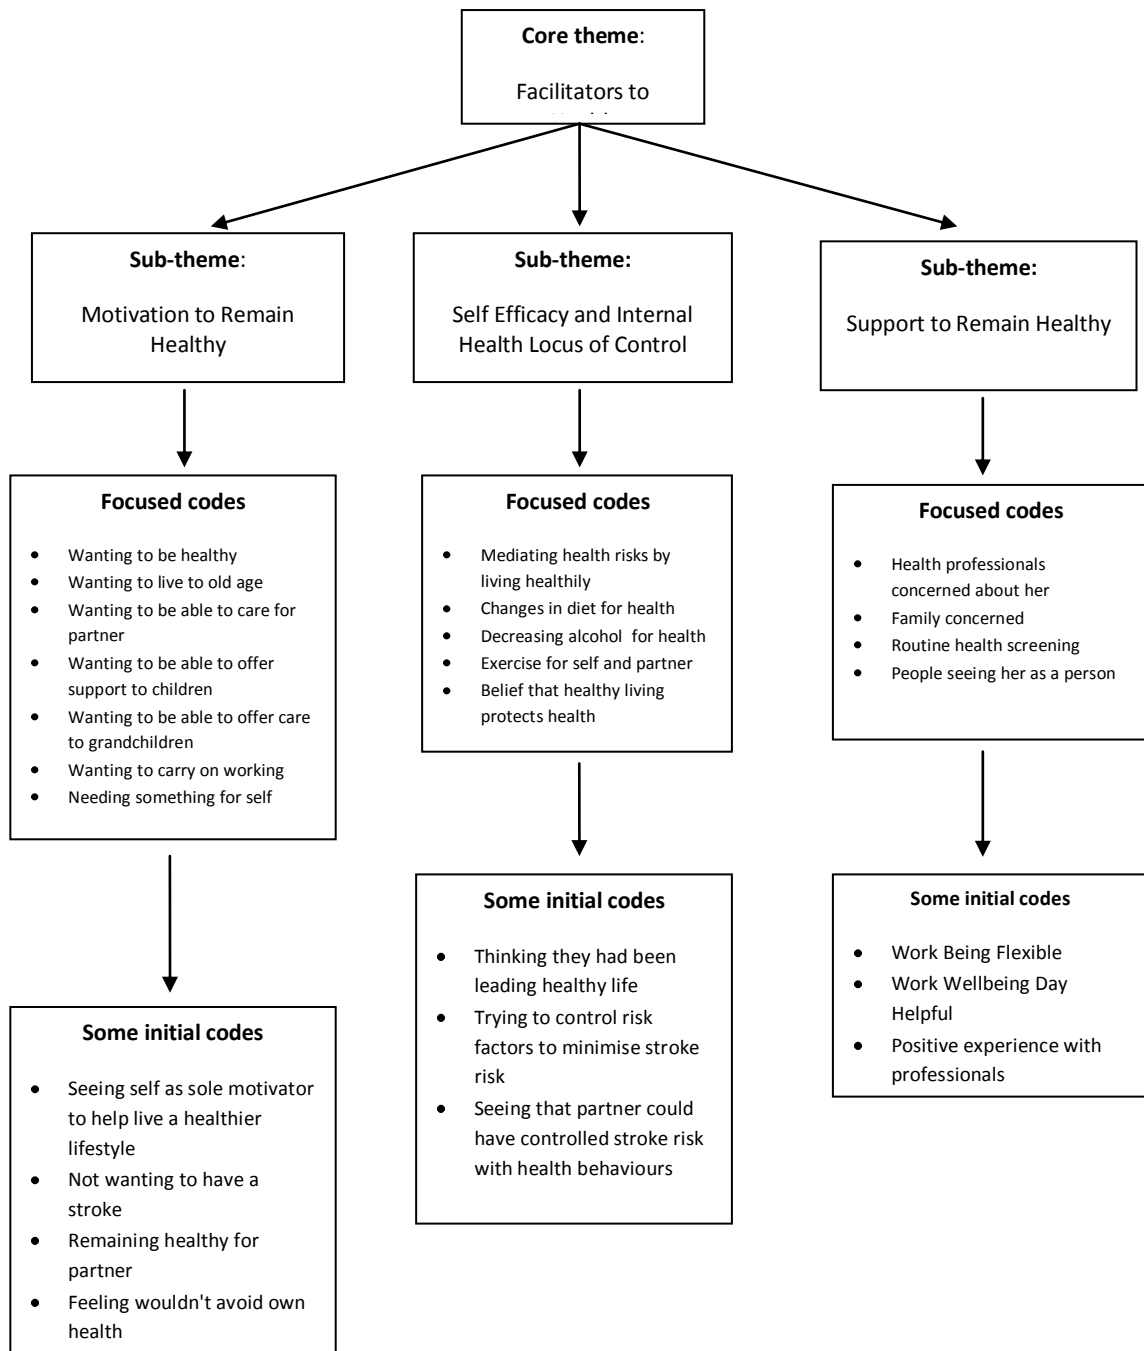 Core theme:
Facilitators to
Sub-theme:
Motivation to Remain
Healthy
Sub-theme:
Self Efficacy and Internal
Health Locus of Control
Sub-theme:
Support to Remain Healthy
Focused codes
• Wanting to be healthy
• Wanting to live to old age
• Wanting to be able to care for
partner
• Wanting to be able to offer
support to children
• Wanting to be able to offer care
to grandchildren
• Wanting to carry on working
• Needing something for self
Focused codes
• Mediating health risks by
living healthily
• Changes in diet for health
• Decreasing alcohol for health
• Exercise for self and partner
• Belief that healthy living
protects health
Focused codes
• Health professionals
concerned about her
• Family concerned
• Routine health screening
• People seeing her as a person
Some initial codes
• Seeing self as sole motivator
to help live a healthier
lifestyle
• Not wanting to have a
stroke
• Remaining healthy for
partner
• Feeling wouldn't avoid own
health
Some initial codes
• Thinking they had been
leading healthy life
• Trying to control risk
factors to minimise stroke
risk
• Seeing that partner could
have controlled stroke risk
with health behaviours
Some initial codes
• Work Being Flexible
• Work Wellbeing Day
Helpful
• Positive experience with
professionals